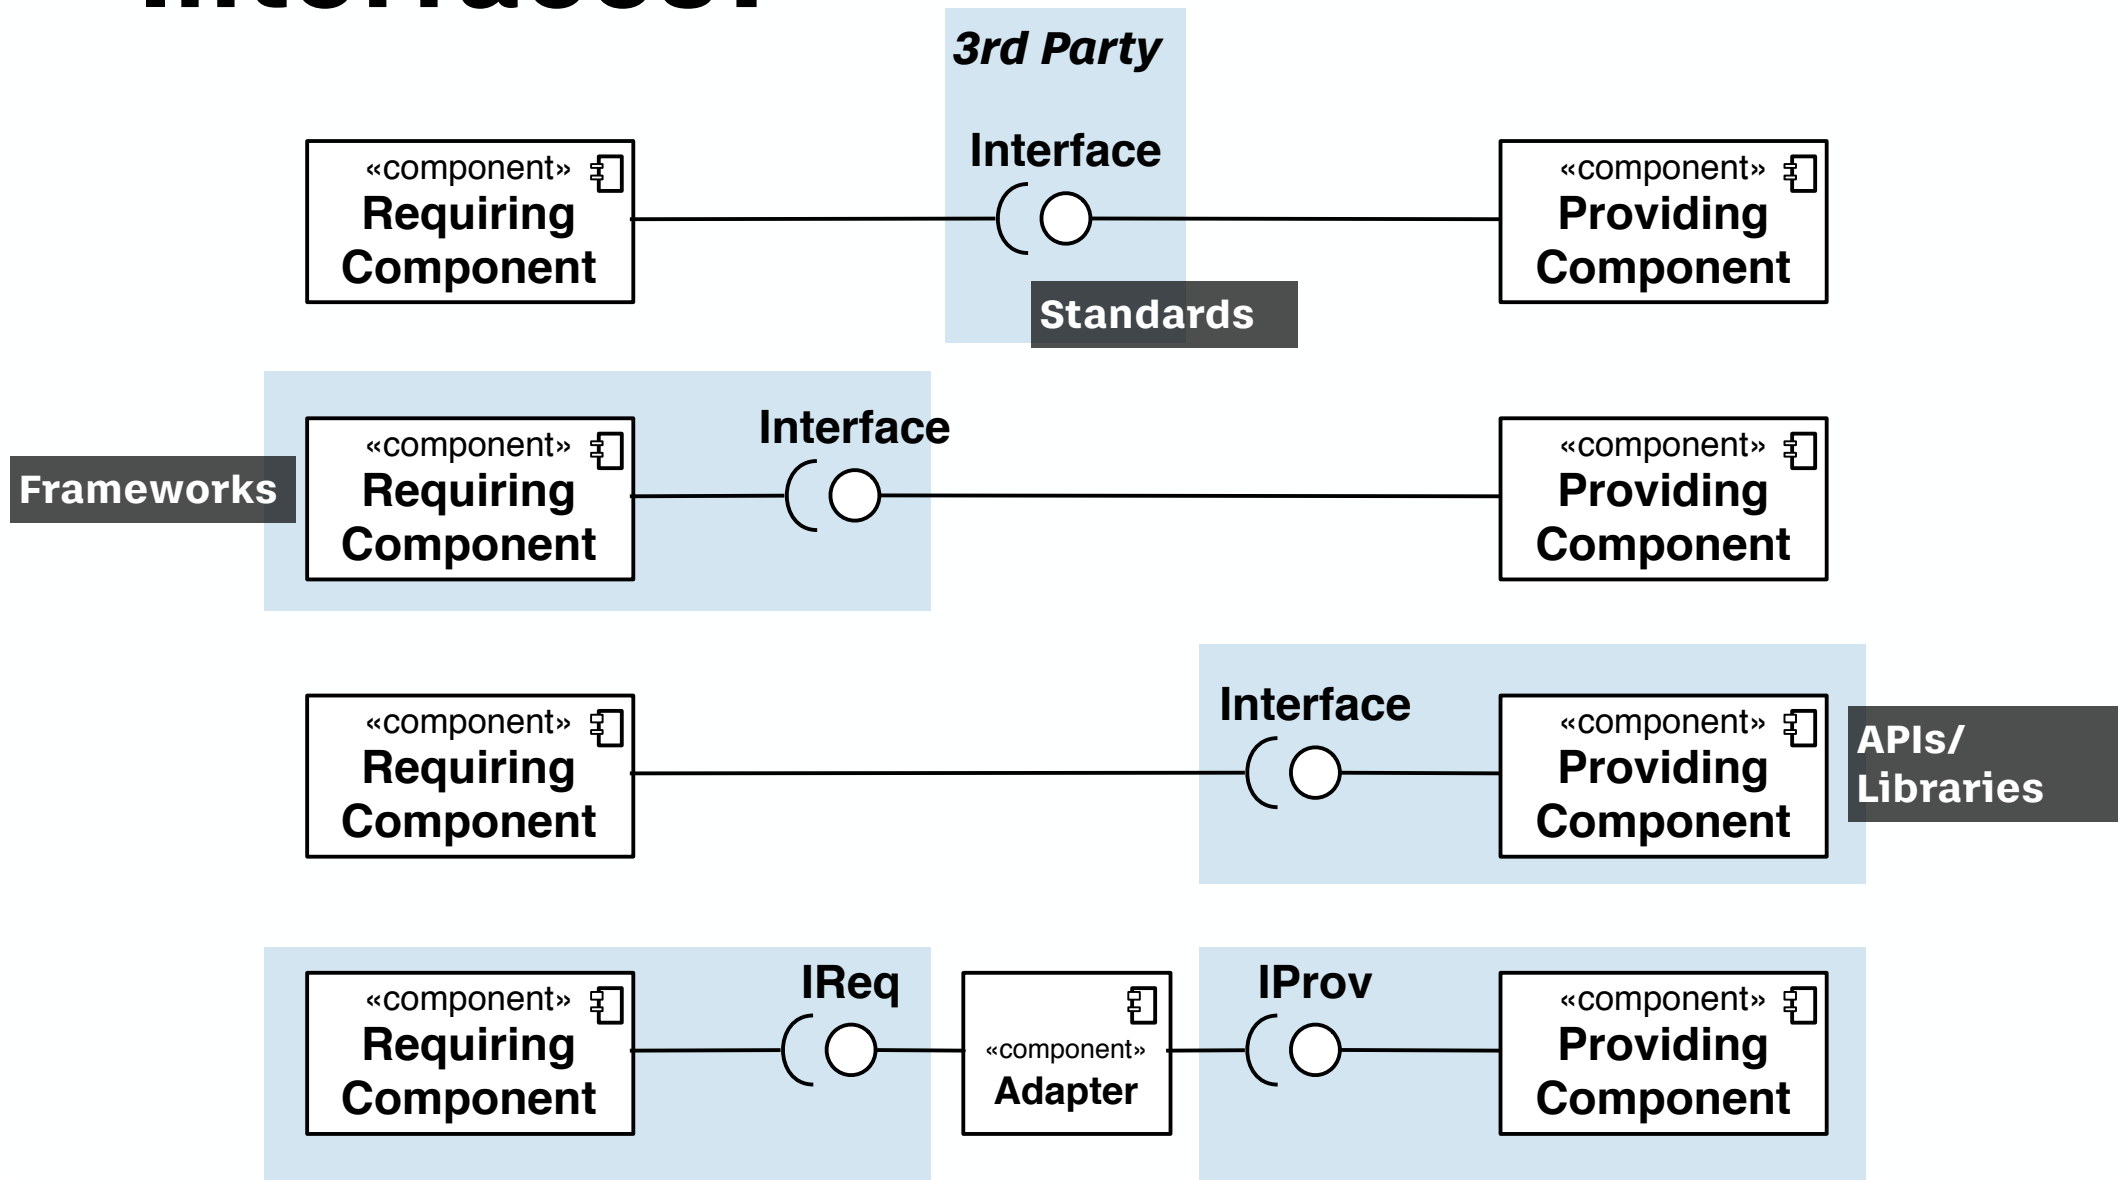 3rd Party
Interface
«component»
Requiring
Component
«component»
Providing
Component
Standards
Interface
Frameworks
«component»
Requiring
Component
«component»
Providing
Component
Interface
«component»
Requiring
Component
«component»
Providing
Component
APIs/
Libraries
IReq
IProv
«component»
Requiring
Component
«component»
Adapter
«component»
Providing
Component